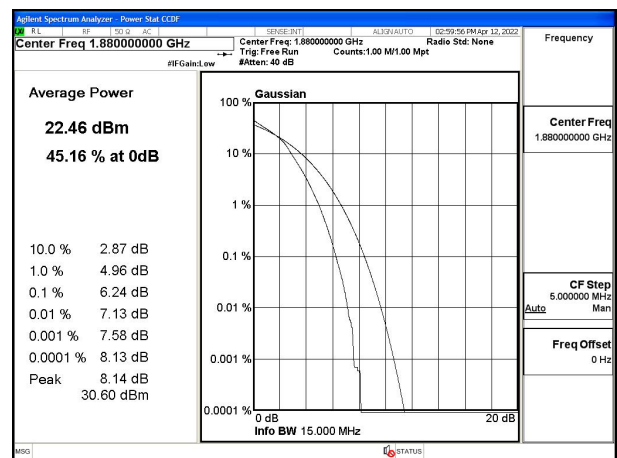 Agilent Spectrum Analyzer - Power Stat CCDF
RL RF 50 Ω AC SENSE:INT ALIGN AUTO 02:59:56 PM Apr 12, 2022
Center Freq 1.880000000 GHz
Center Freq: 1.880000000 GHz Radio Std: None
Trig: Free Run Counts:1.00 M/1.00 Mpt
#IFGain:Low #Atten: 40 dB
Frequency
Average Power
22.46 dBm
45.16 % at 0dB
10.0 % 2.87 dB
1.0 % 4.96 dB
0.1 % 6.24 dB
0.01 % 7.13 dB
0.001 % 7.58 dB
0.0001 % 8.13 dB
Peak 8.14 dB
30.60 dBm
Gaussian
100 %
10 %
1 %
0.1 %
0.01 %
0.001 %
0.0001 %
0 dB 20 dB
Info BW 15.000 MHz
Center Freq
1.880000000 GHz
CF Step
5.000000 MHz
Auto Man
Freq Offset
0 Hz
MSG STATUS